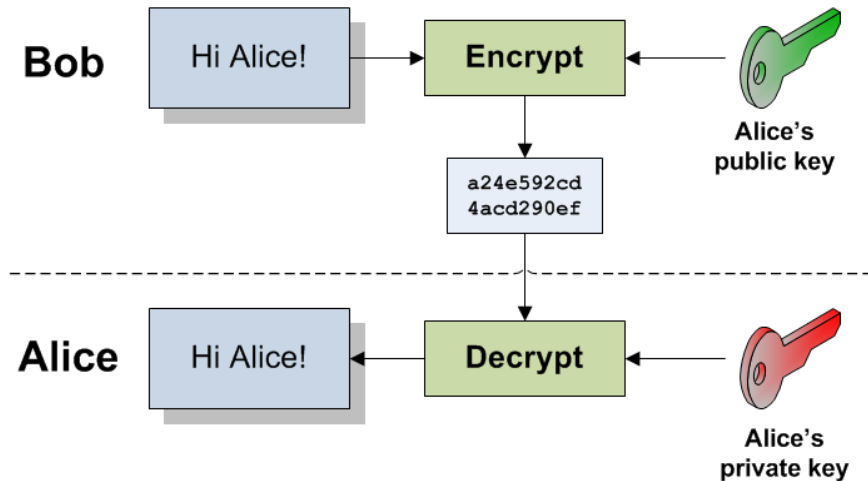 Bob
Hi Alice!
Encrypt
Alice's
public key
a24e592cd
4acd290ef
Alice
Hi Alice!
Decrypt
Alice's
private key